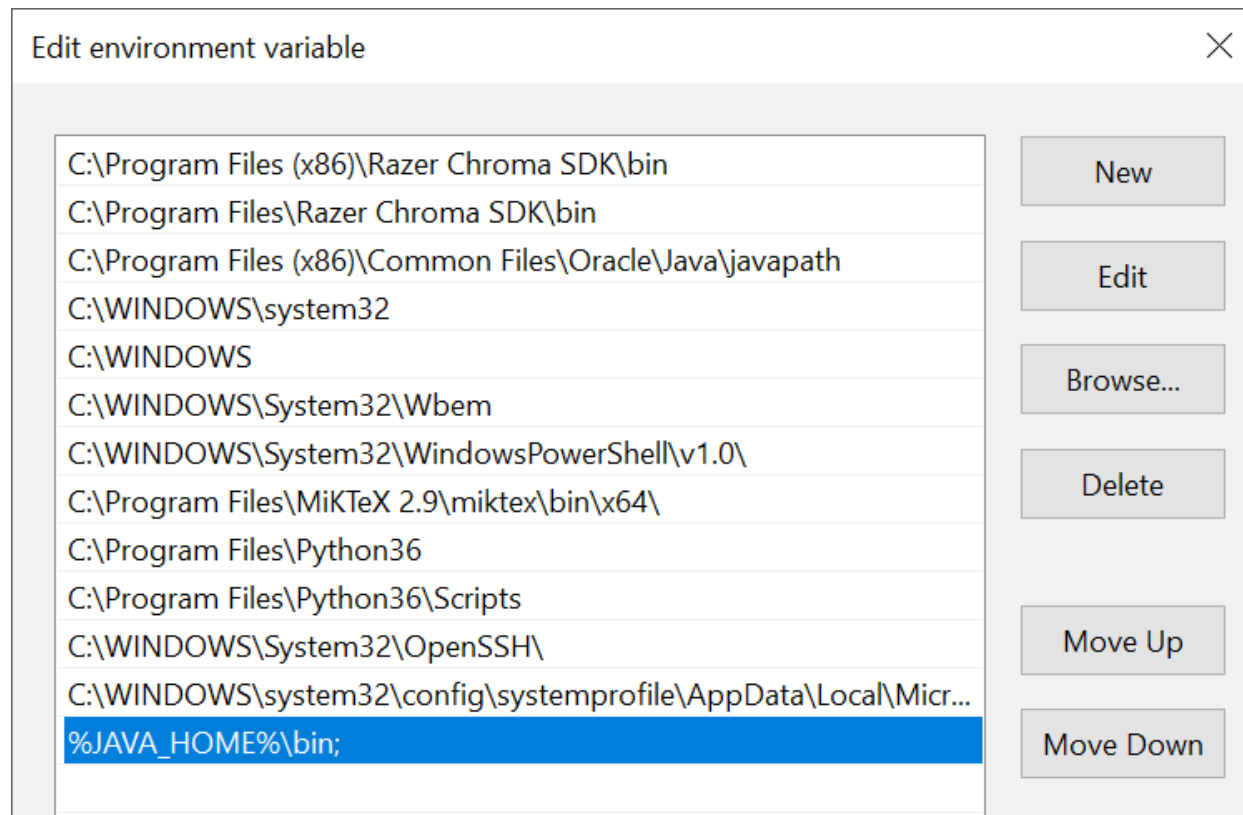 Edit environment variable
C:\Program Files (x86)\Razer Chroma SDK\bin
C:\Program Files\Razer Chroma SDK\bin
C:\Program Files (x86)\Common Files\Oracle\Java\javapath
C:\WINDOWS\system32
C:\WINDOWS
C:\WINDOWS\System32\Wbem
C:\WINDOWS\System32\WindowsPowerShell\v1.0\
C:\Program Files\MiKTeX 2.9\miktex\bin\x64\
C:\Program Files\Python36
C:\Program Files\Python36\Scripts
C:\WINDOWS\System32\OpenSSH\
C:\WINDOWS\system32\config\systemprofile\AppData\Local\Micr...
%JAVA_HOME%\bin;
New
Edit
Browse...
Delete
Move Up
Move Down